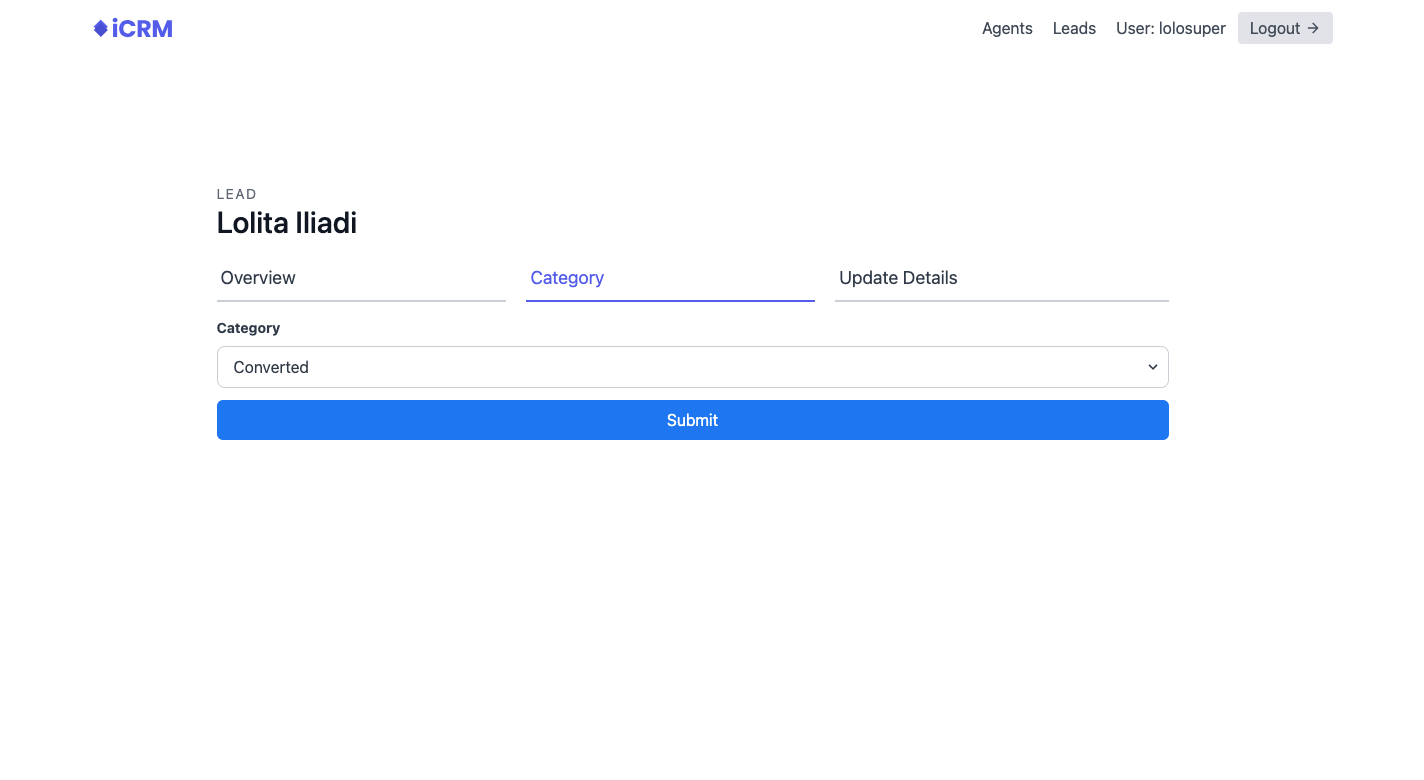 iCRM
Agents Leads User: lolosuper Logout →
LEAD
Lolita Iliadi
Overview Category Update Details
Category
Converted
Submit